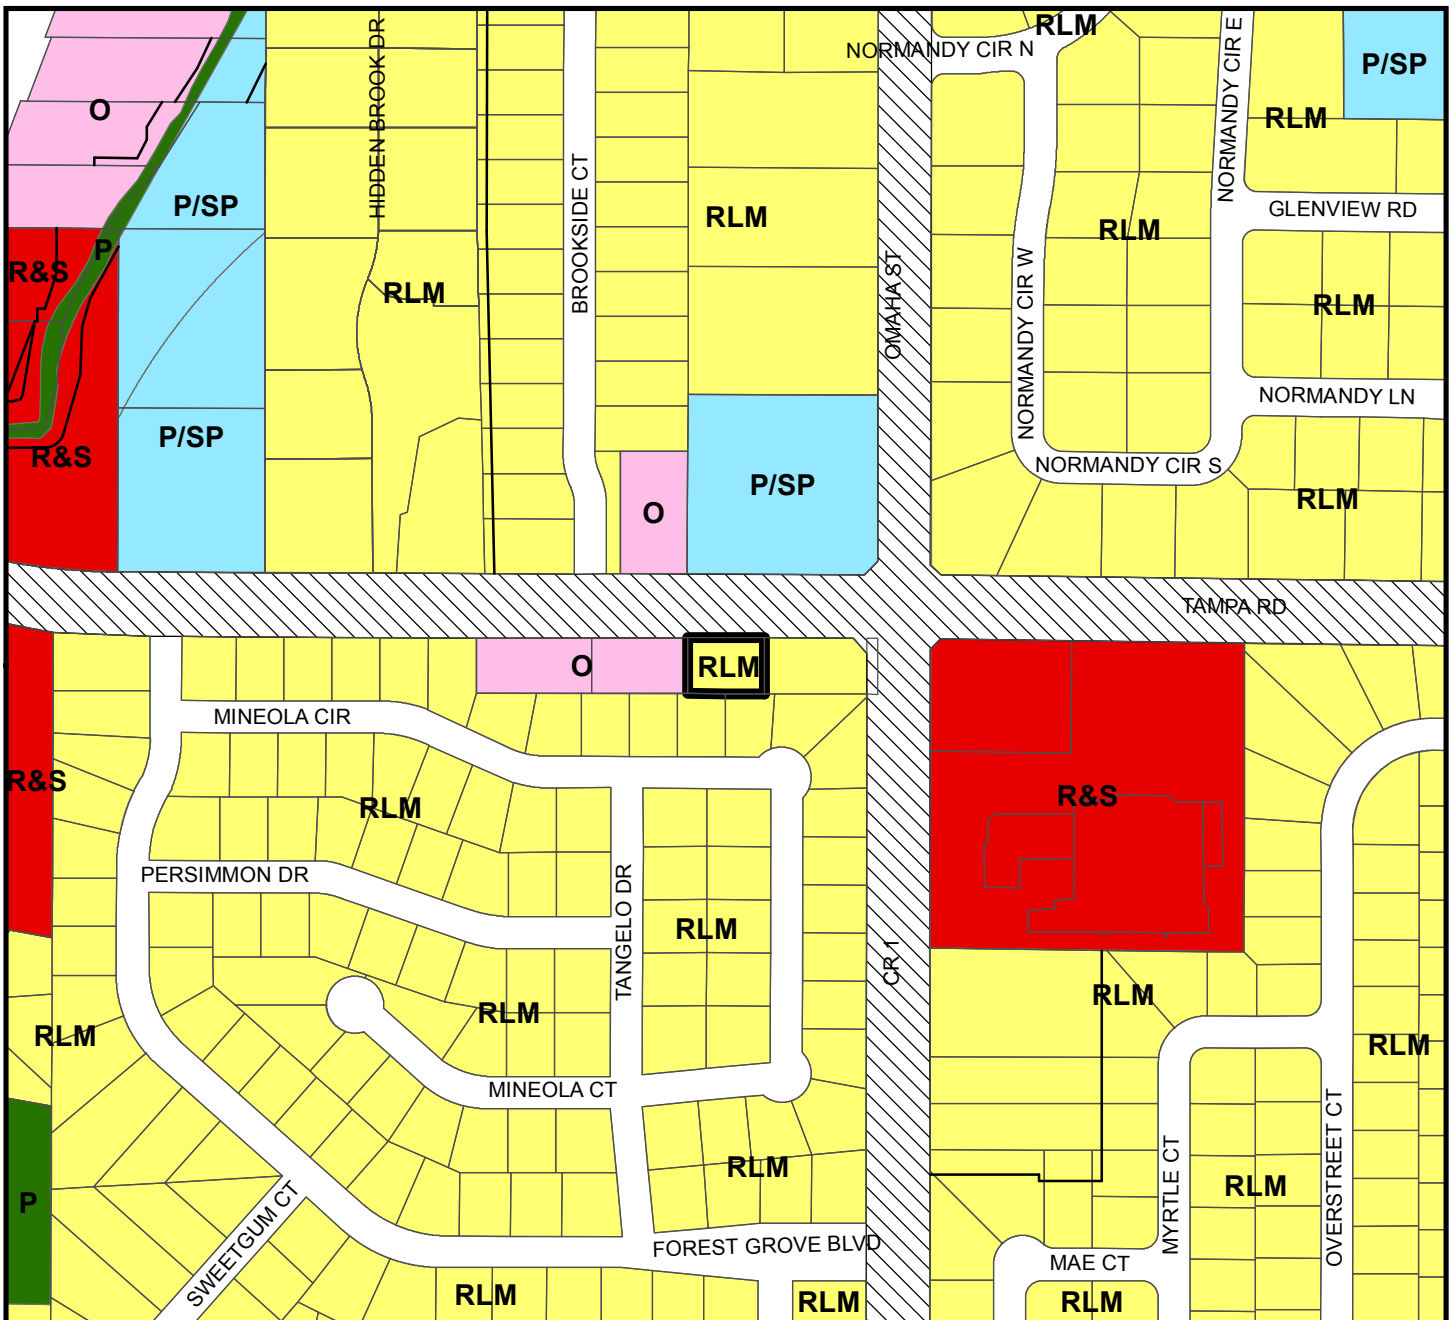 RLM
NORMANDY CIR N
NORMANDY CIR E
HIDDEN BROOK DR
P/SP
O
RLM
BROOKSIDE CT
P/SP
RLM
GLENVIEW RD
RLM
P
R&S
OMAHA ST
NORMANDY CIR W
RLM
RLM
NORMANDY LN
P/SP
R&S
NORMANDY CIR S
P/SP
RLM
O
TAMPA RD
O
RLM
MINEOLA CIR
R&S
RLM
R&S
PERSIMMON DR
TANGELO DR
RLM
CR 1
RLM
RLM
RLM
RLM
MINEOLA CT
OVERSTREET CT
MYRTLE CT
RLM
RLM
P
SWEETGUM CT
FOREST GROVE BLVD
MAE CT
RLM
RLM
RLM